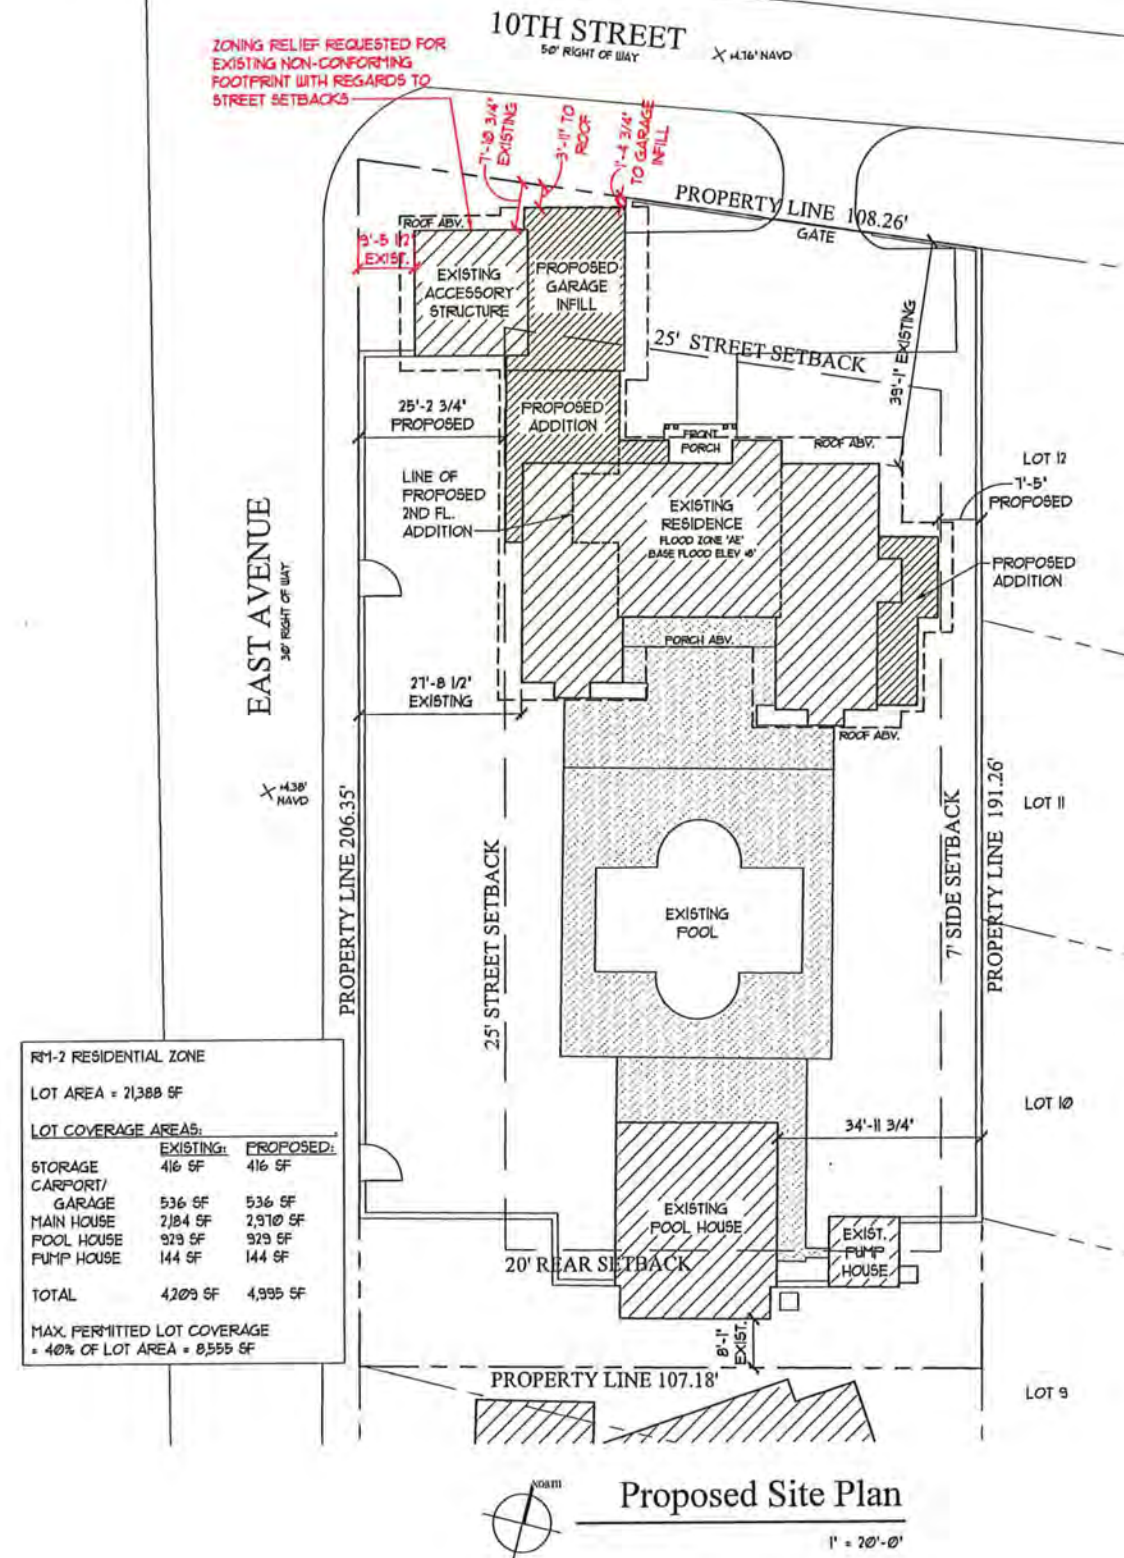 10TH STREET
50' RIGHT OF WAY
+4.76' NAVD
ZONING RELIEF REQUESTED FOR
EXISTING NON-CONFORMING
FOOTPRINT WITH REGARDS TO
STREET SETBACKS
7'-10 3/4"
EXISTING
3'-11" TO
ROOF
1'-4 3/4"
TO GARAGE
INFILL
PROPERTY LINE 108.26'
GATE
ROOF ABV.
9'-5 1/2"
EXIST.
EXISTING
ACCESSORY
STRUCTURE
PROPOSED
GARAGE
INFILL
25' STREET SETBACK
39'-1" EXISTING
25'-2 3/4"
PROPOSED
PROPOSED
ADDITION
FRONT
PORCH
ROOF ABV.
LOT 12
7'-5"
PROPOSED
LINE OF
PROPOSED
2ND FL.
ADDITION
EXISTING
RESIDENCE
FLOOD ZONE "AE"
BASE FLOOD ELEV +8'
PROPOSED
ADDITION
EAST AVENUE
30' RIGHT OF WAY
PORCH ABV.
27'-8 1/2"
EXISTING
ROOF ABV.
+4.38'
NAVD
PROPERTY LINE 206.35'
25' STREET SETBACK
7' SIDE SETBACK
PROPERTY LINE 191.26'
LOT 11
EXISTING
POOL
RM-2 RESIDENTIAL ZONE
LOT AREA = 21,388 SF
LOT COVERAGE AREAS:
EXISTING: PROPOSED:
STORAGE 416 SF 416 SF
CARPORT/
GARAGE 536 SF 536 SF
MAIN HOUSE 2,184 SF 2,970 SF
POOL HOUSE 929 SF 929 SF
PUMP HOUSE 144 SF 144 SF
TOTAL 4,209 SF 4,995 SF
MAX. PERMITTED LOT COVERAGE
= 40% OF LOT AREA = 8,555 SF
LOT 10
34'-11 3/4"
EXISTING
POOL HOUSE
EXIST.
PUMP
HOUSE
20' REAR SETBACK
8'-1"
EXIST.
PROPERTY LINE 107.18'
LOT 9
NORTH
Proposed Site Plan
1" = 20'-0"